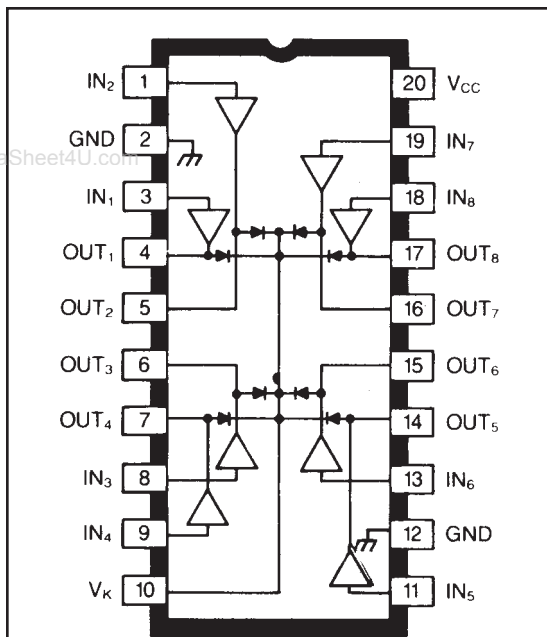 IN₂ 1
20 VCC
GND 2
19 IN₇
aSheet4U.com
IN₁ 3
18 IN₈
OUT₁ 4
17 OUT₈
OUT₂ 5
16 OUT₇
OUT₃ 6
15 OUT₆
OUT₄ 7
14 OUT₅
IN₃ 8
13 IN₆
IN₄ 9
12 GND
VK 10
11 IN₅